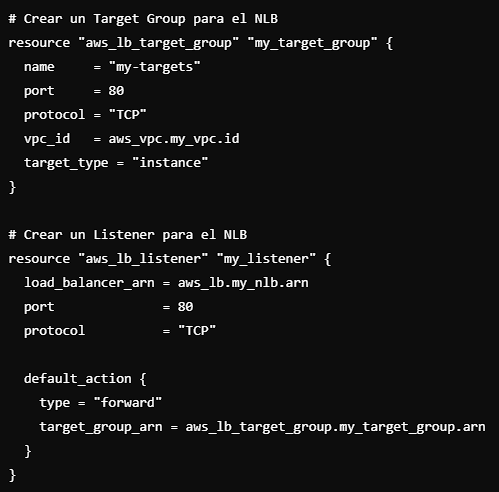 # Crear un Target Group para el NLB
resource "aws_lb_target_group" "my_target_group" {
  name     = "my-targets"
  port     = 80
  protocol = "TCP"
  vpc_id   = aws_vpc.my_vpc.id
  target_type = "instance"
}

# Crear un Listener para el NLB
resource "aws_lb_listener" "my_listener" {
  load_balancer_arn = aws_lb.my_nlb.arn
  port              = 80
  protocol          = "TCP"

  default_action {
    type = "forward"
    target_group_arn = aws_lb_target_group.my_target_group.arn
  }
}